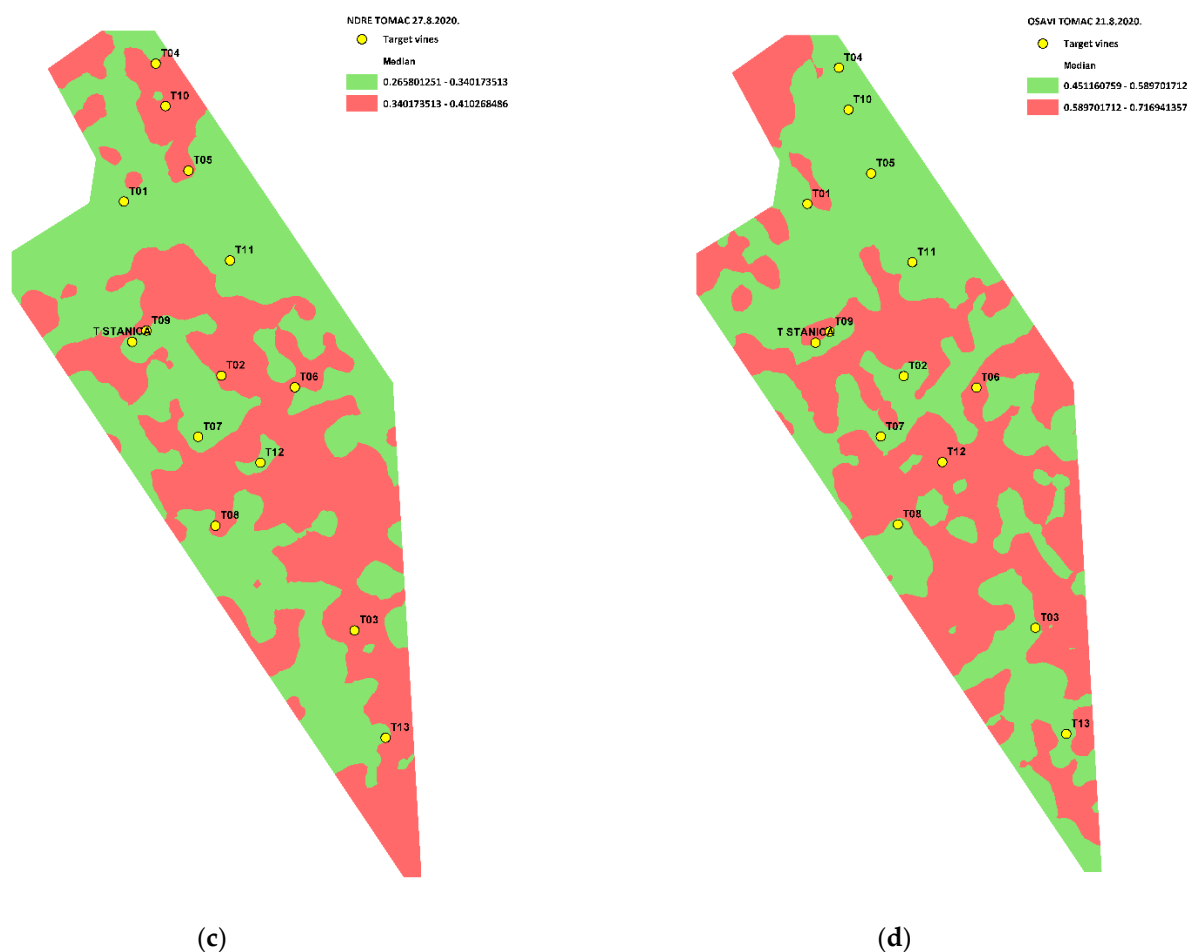 NDRE TOMAC 27.8.2020.
Target vines
Median
0.265801251 - 0.340173513
0.340173513 - 0.410268486
T04
T10
T05
T01
T11
T09
T STANICA
T02
T06
T07
T12
T08
T03
T13
(c)
OSAVI TOMAC 21.8.2020.
Target vines
Median
0.451160759 - 0.589701712
0.589701712 - 0.716941357
T04
T10
T05
T01
T11
T09
T STANICA
T02
T06
T07
T12
T08
T03
T13
(d)